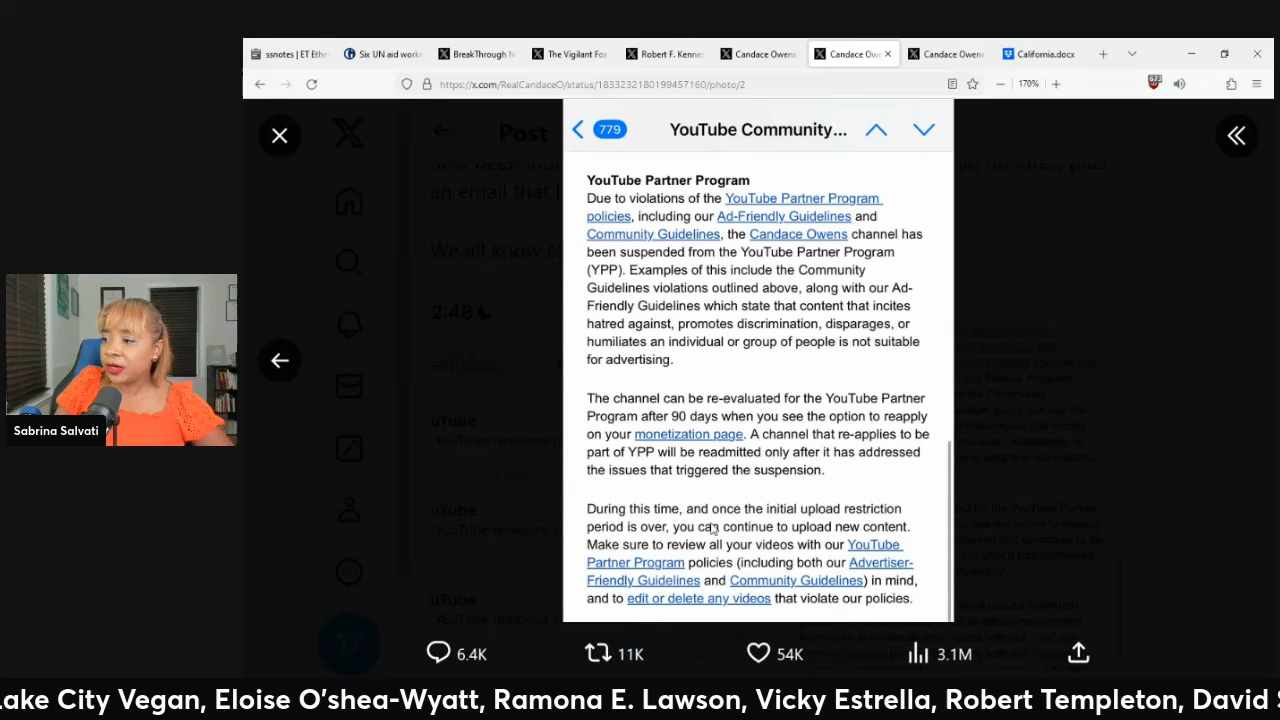 ssnotes | ET Ethe
Six UN aid worke
BreakThrough N
The Vigilant Fox
Robert F. Kenne
Candace Owen
Candace Ow
Candace Owens
California.docx
https://x.com/RealCandaceO/status/1833232180199457160/photo/2
170%
Post
779
YouTube Community...
an email that I
We all know e
2:48
YouTube Partner Program
Due to violations of the YouTube Partner Program
policies, including our Ad-Friendly Guidelines and
Community Guidelines, the Candace Owens channel has
been suspended from the YouTube Partner Program
(YPP). Examples of this include the Community
Guidelines violations outlined above, along with our Ad-
Friendly Guidelines which state that content that incites
hatred against, promotes discrimination, disparages, or
humiliates an individual or group of people is not suitable
for advertising.
The channel can be re-evaluated for the YouTube Partner
Program after 90 days when you see the option to reapply
on your monetization page. A channel that re-applies to be
part of YPP will be readmitted only after it has addressed
the issues that triggered the suspension.
During this time, and once the initial upload restriction
period is over, you can continue to upload new content.
Make sure to review all your videos with our YouTube
Partner Program policies (including both our Advertiser-
Friendly Guidelines and Community Guidelines) in mind,
and to edit or delete any videos that violate our policies.
Sabrina Salvati
6.4K
11K
54K
3.1M
ake City Vegan, Eloise O'shea-Wyatt, Ramona E. Lawson, Vicky Estrella, Robert Templeton, David S